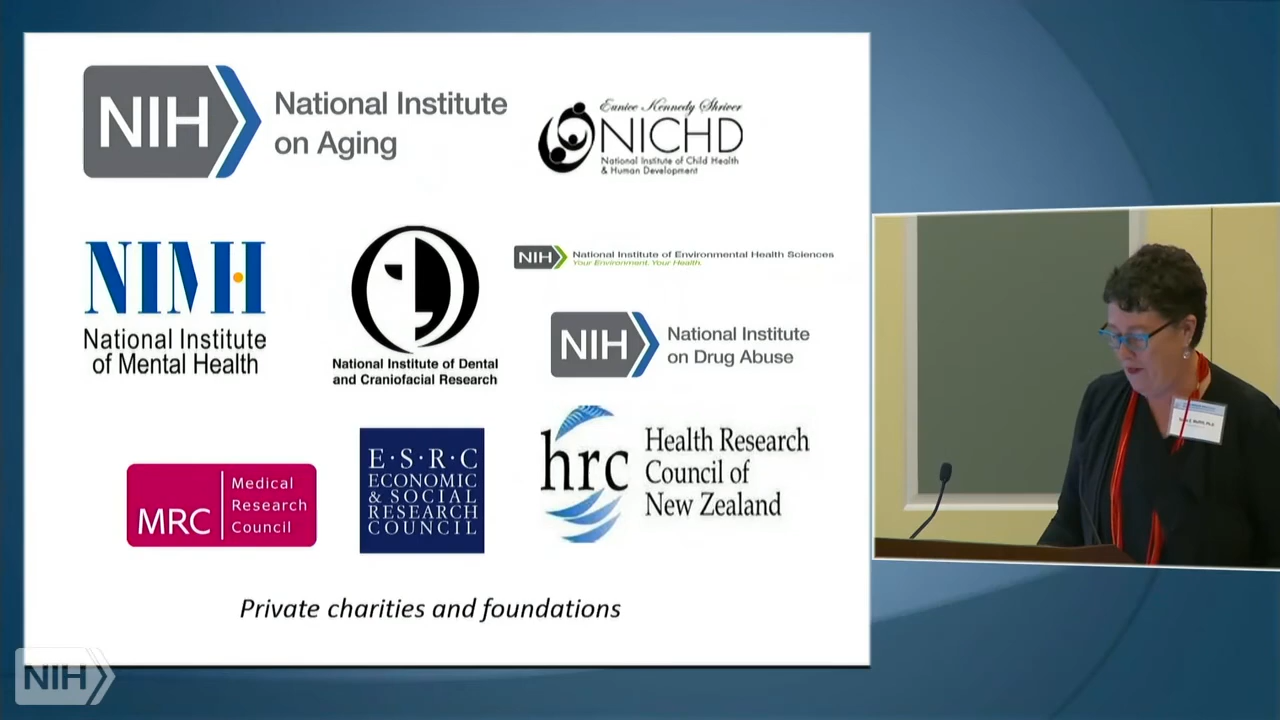 NIH
National Institute
on Aging
Eunice Kennedy Shriver
NICHD
National Institute of Child Health
& Human Development
NIMH
National Institute
of Mental Health
National Institute of Dental
and Craniofacial Research
NIH
National Institute of Environmental Health Sciences
Your Environment. Your Health.
NIH
National Institute
on Drug Abuse
MRC
Medical
Research
Council
E·S·R·C
ECONOMIC
& SOCIAL
RESEARCH
COUNCIL
hrc
Health Research
Council of
New Zealand
Private charities and foundations
NIH